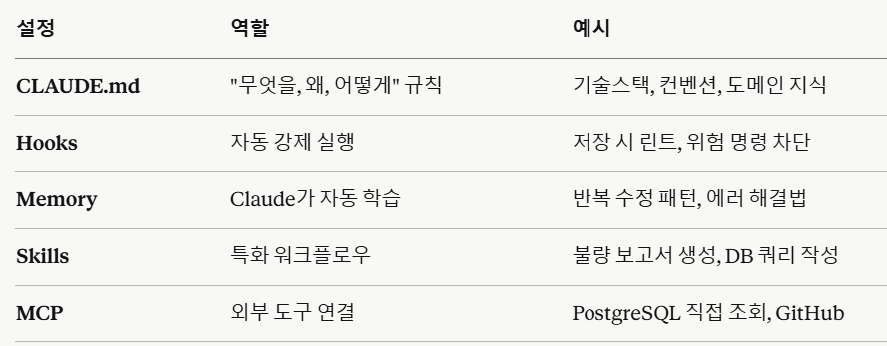 설정 역할 예시
CLAUDE.md "무엇을, 왜, 어떻게" 규칙 기술스택, 컨벤션, 도메인 지식
Hooks 자동 강제 실행 저장 시 린트, 위험 명령 차단
Memory Claude가 자동 학습 반복 수정 패턴, 에러 해결법
Skills 특화 워크플로우 불량 보고서 생성, DB 쿼리 작성
MCP 외부 도구 연결 PostgreSQL 직접 조회, GitHub